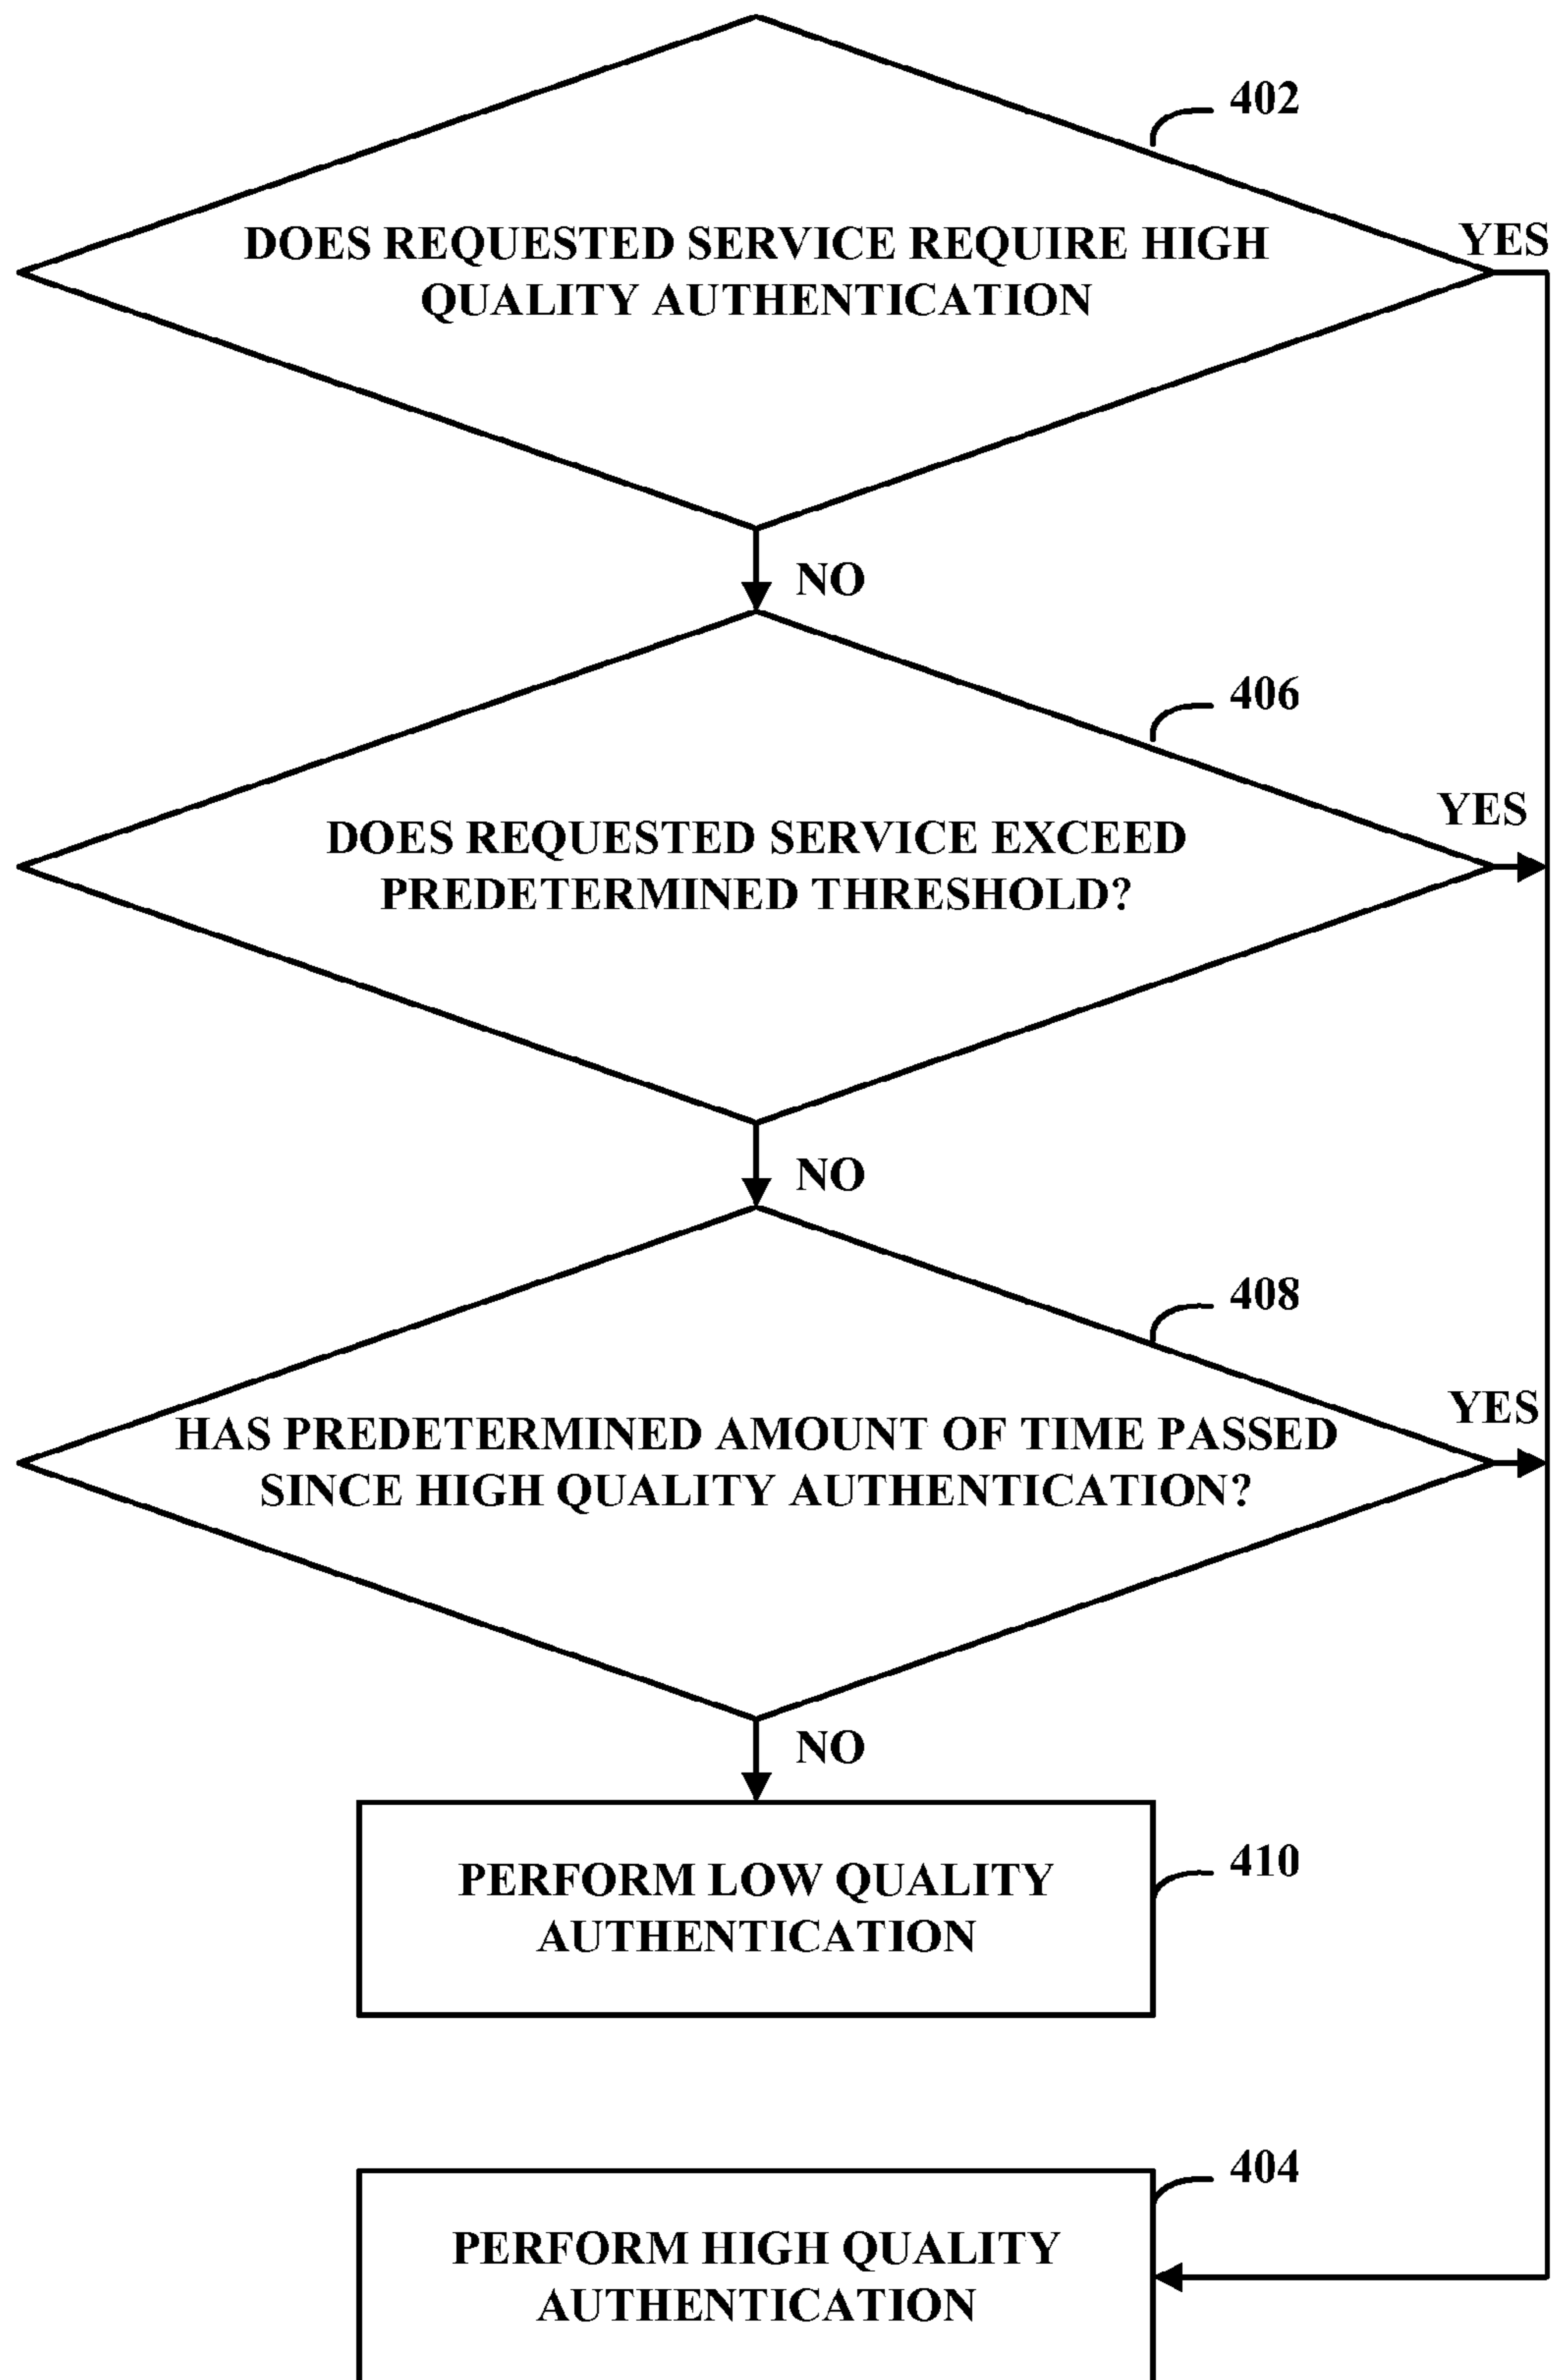 402
DOES REQUESTED SERVICE REQUIRE HIGH
QUALITY AUTHENTICATION
YES
NO
406
DOES REQUESTED SERVICE EXCEED
PREDETERMINED THRESHOLD?
YES
NO
408
HAS PREDETERMINED AMOUNT OF TIME PASSED
SINCE HIGH QUALITY AUTHENTICATION?
YES
NO
410
PERFORM LOW QUALITY
AUTHENTICATION
404
PERFORM HIGH QUALITY
AUTHENTICATION